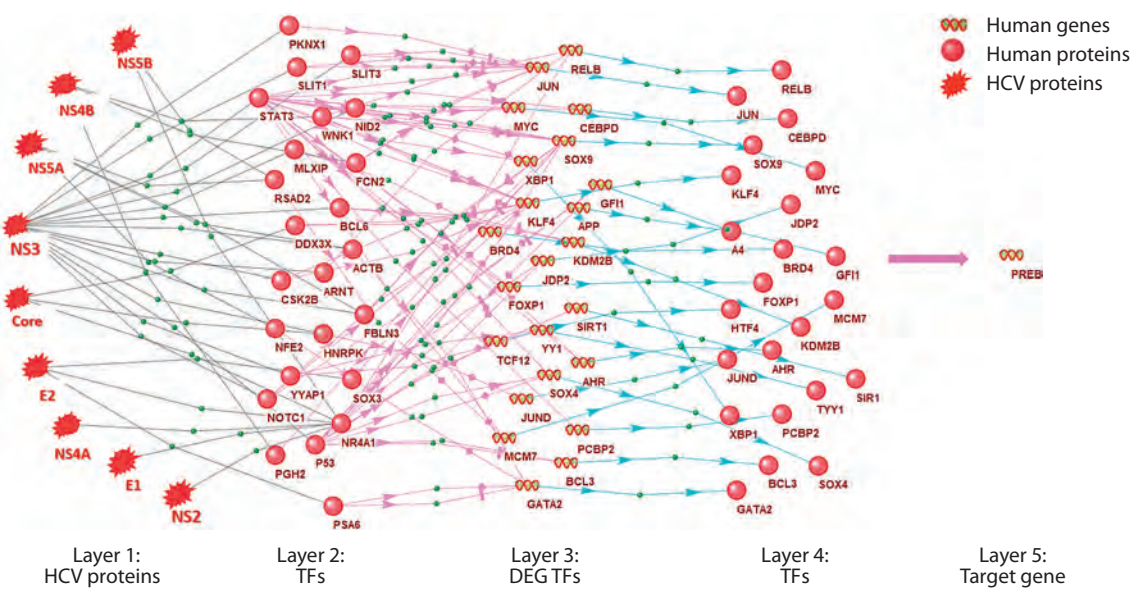 Human genes
Human proteins
HCV proteins
NS5B
NS4B
NS5A
NS3
Core
E2
NS4A
E1
NS2
PKNX1
SLIT3
SLIT1
STAT3
NID2
WNK1
MLXIP
FCN2
RSAD2
BCL6
DDX3X
ACTB
ARNT
CSK2B
FBLN3
NFE2
HNRPK
YYAP1
SOX3
NOTC1
NR4A1
P53
PGH2
PSA6
RELB
JUN
MYC
CEBPD
SOX9
XBP1
GFI1
KLF4
APP
BRD4
KDM2B
JDP2
FOXP1
SIRT1
YY1
TCF12
AHR
SOX4
JUND
PCBP2
MCM7
BCL3
GATA2
RELB
JUN
CEBPD
SOX9
MYC
KLF4
JDP2
A4
BRD4
GFI1
FOXP1
MCM7
HTF4
KDM2B
AHR
JUND
SIR1
TYY1
XBP1
PCBP2
BCL3
SOX4
GATA2
PREB
Layer 1:
HCV proteins
Layer 2:
TFs
Layer 3:
DEG TFs
Layer 4:
TFs
Layer 5:
Target gene